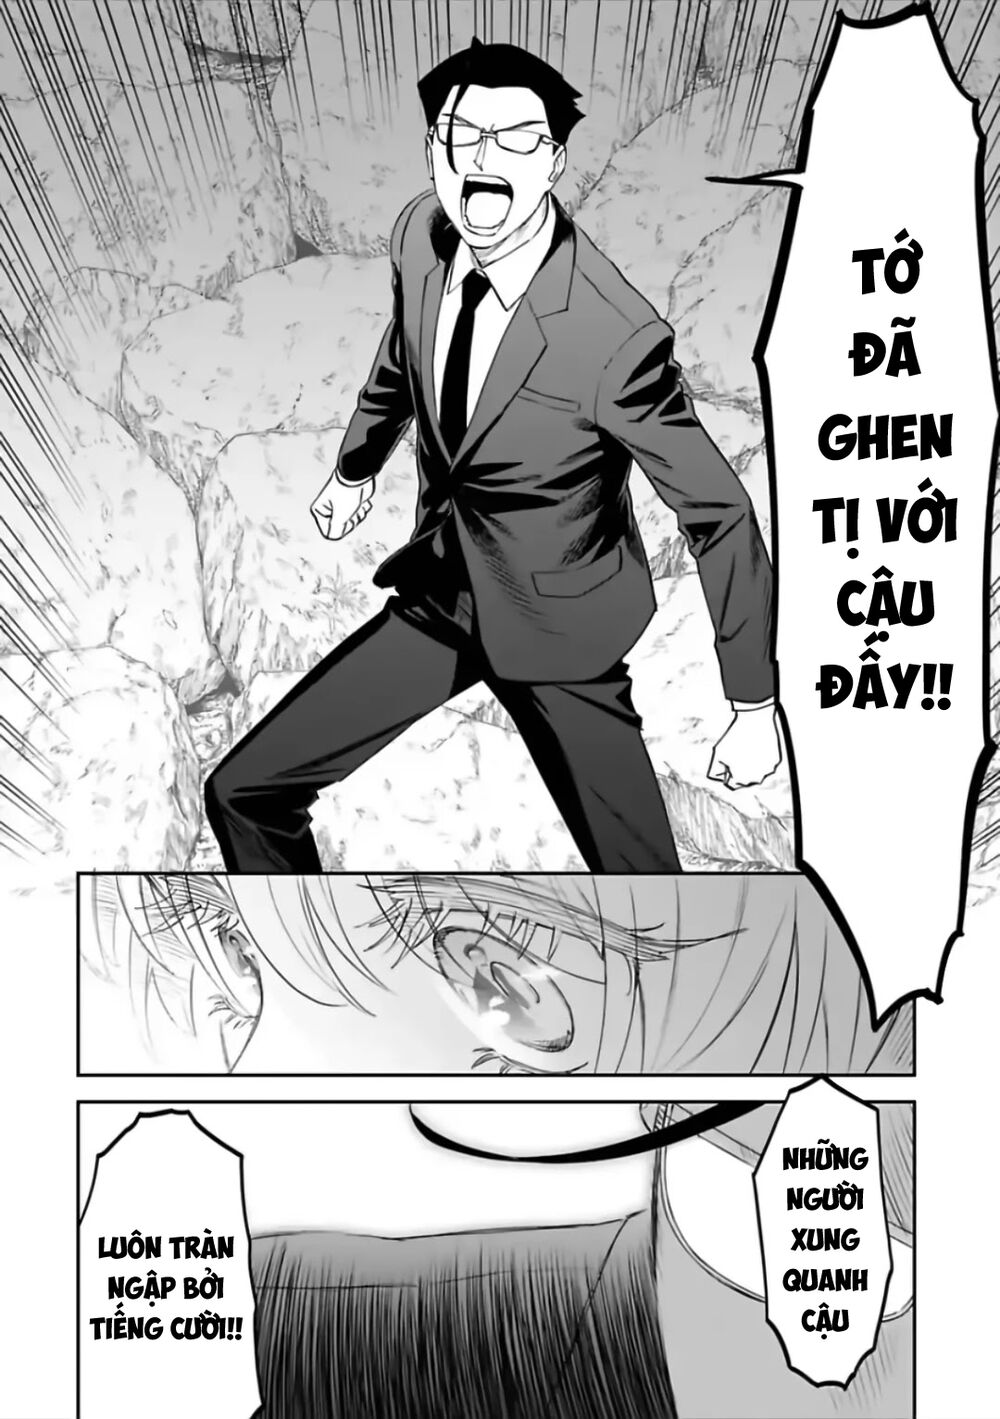 TỚ
ĐÃ
GHEN
TỊ VỚI
CẬU
ĐẤY!!
NHỮNG
NGƯỜI
XUNG
QUANH
CẬU
LUÔN TRÀN
NGẬP BỞI
TIẾNG CƯỜI!!